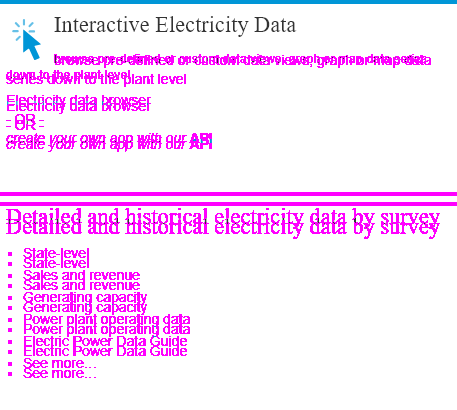 Interactive Electricity Data
browse pre-defined or custom data views, graph or map data series
down to the plant level
Electricity data browser
- OR -
create your own app with our API
Detailed and historical electricity data by survey
State-level
Sales and revenue
Generating capacity
Power plant operating data
Electric Power Data Guide
See more...